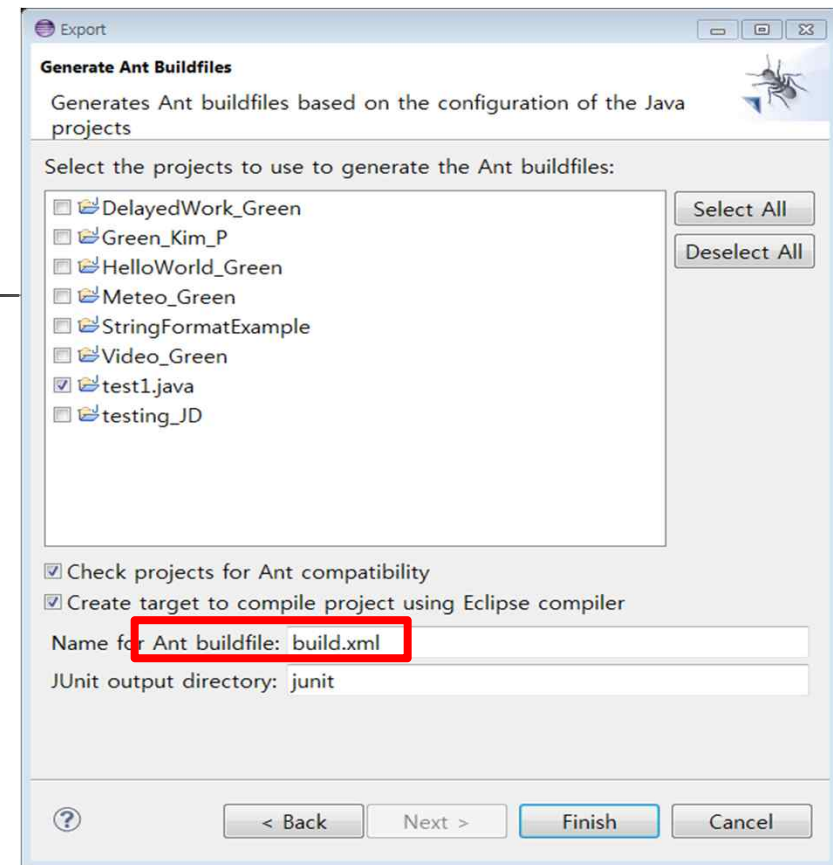 Export
Generate Ant Buildfiles
Generates Ant buildfiles based on the configuration of the Java
projects
Select the projects to use to generate the Ant buildfiles:
DelayedWork_Green
Select All
Green_Kim_P
Deselect All
HelloWorld_Green
Meteo_Green
StringFormatExample
Video_Green
test1.java
testing_JD
Check projects for Ant compatibility
Create target to compile project using Eclipse compiler
Name for Ant buildfile: build.xml
JUnit output directory: junit
? < Back Next > Finish Cancel